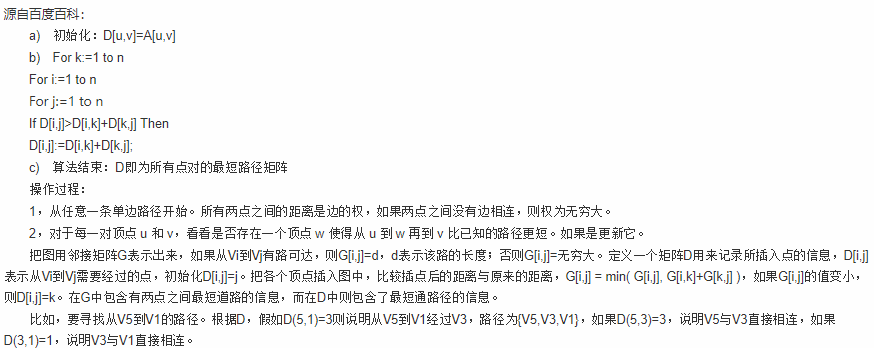 源自百度百科：
a) 初始化：D[u,v]=A[u,v]
b) For k:=1 to n
For i:=1 to n
For j:=1 to n
If D[i,j]>D[i,k]+D[k,j] Then
D[i,j]:=D[i,k]+D[k,j];
c) 算法结束：D即为所有点对的最短路径矩阵
操作过程：
1，从任意一条单边路径开始。所有两点之间的距离是边的权，如果两点之间没有边相连，则权为无穷大。
2，对于每一对顶点 u 和 v，看看是否存在一个顶点 w 使得从 u 到 w 再到 v 比已知的路径更短。如果是更新它。
把图用邻接矩阵G表示出来，如果从Vi到Vj有路可达，则G[i,j]=d，d表示该路的长度；否则G[i,j]=无穷大。定义一个矩阵D用来记录所插入点的信息，D[i,j]
表示从Vi到Vj需要经过的点，初始化D[i,j]=j。把各个顶点插入图中，比较插点后的距离与原来的距离，G[i,j] = min( G[i,j], G[i,k]+G[k,j] )，如果G[i,j]的值变小，
则D[i,j]=k。在G中包含有两点之间最短道路的信息，而在D中则包含了最短通路径的信息。
比如，要寻找从V5到V1的路径。根据D，假如D(5,1)=3则说明从V5到V1经过V3，路径为{V5,V3,V1}，如果D(5,3)=3，说明V5与V3直接相连，如果
D(3,1)=1，说明V3与V1直接相连。